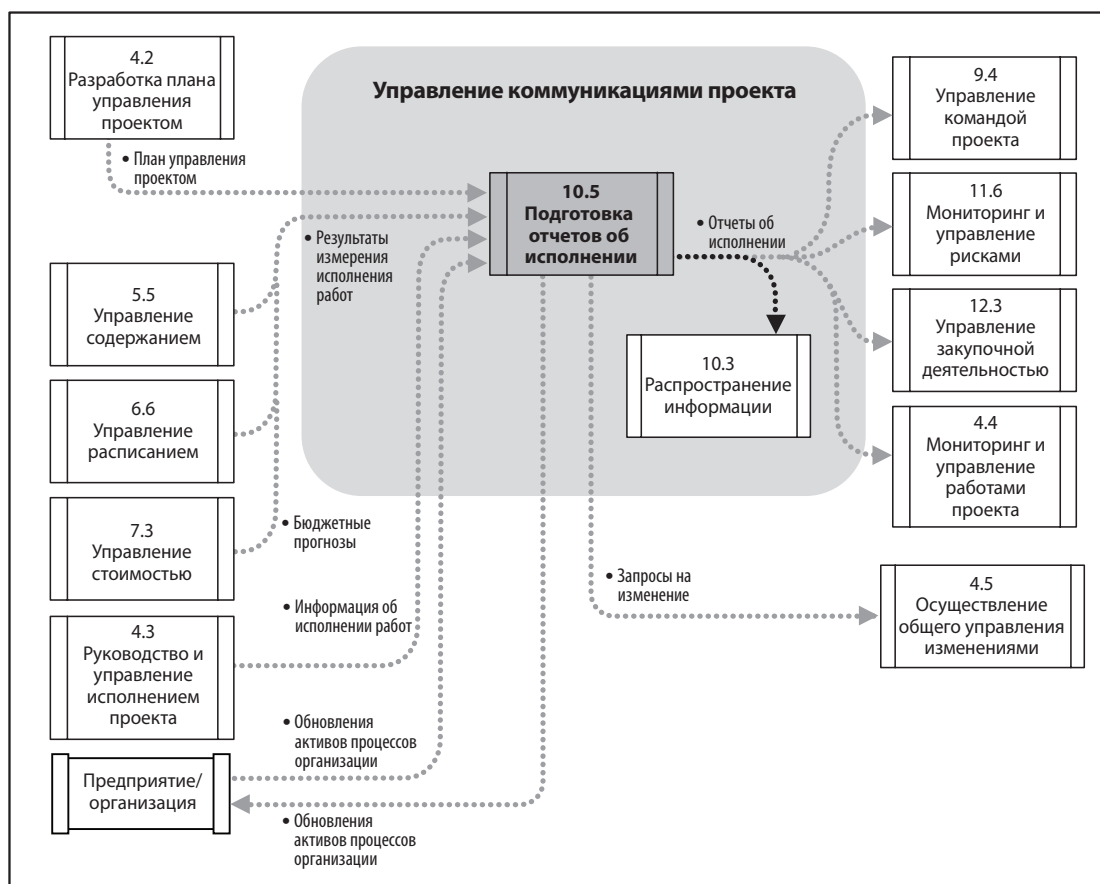 4.2
Разработка плана
управления
проектом
• План управления
проектом
5.5
Управление
содержанием
6.6
Управление
расписанием
7.3
Управление
стоимостью
4.3
Руководство и
управление
исполнением
проекта
Предприятие/
организация
Управление коммуникациями проекта
• Результаты
измерения
исполнения
работ
10.5
Подготовка
отчетов об
исполнении
• Отчеты об
исполнении
10.3
Распространение
информации
• Бюджетные
прогнозы
• Информация об
исполнении работ
• Обновления
активов процессов
организации
• Обновления
активов процессов
организации
• Запросы на
изменение
9.4
Управление
командой
проекта
11.6
Мониторинг и
управление
рисками
12.3
Управление
закупочной
деятельностью
4.4
Мониторинг и
управление
работами
проекта
4.5
Осуществление
общего управления
изменениями